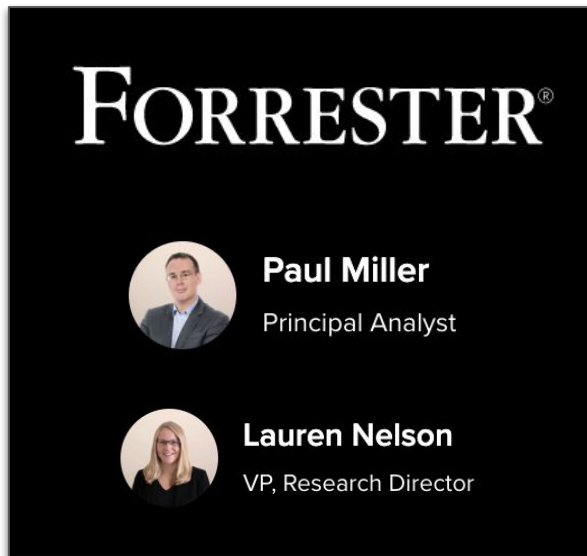 FORRESTER®
Paul Miller
Principal Analyst
Lauren Nelson
VP, Research Director